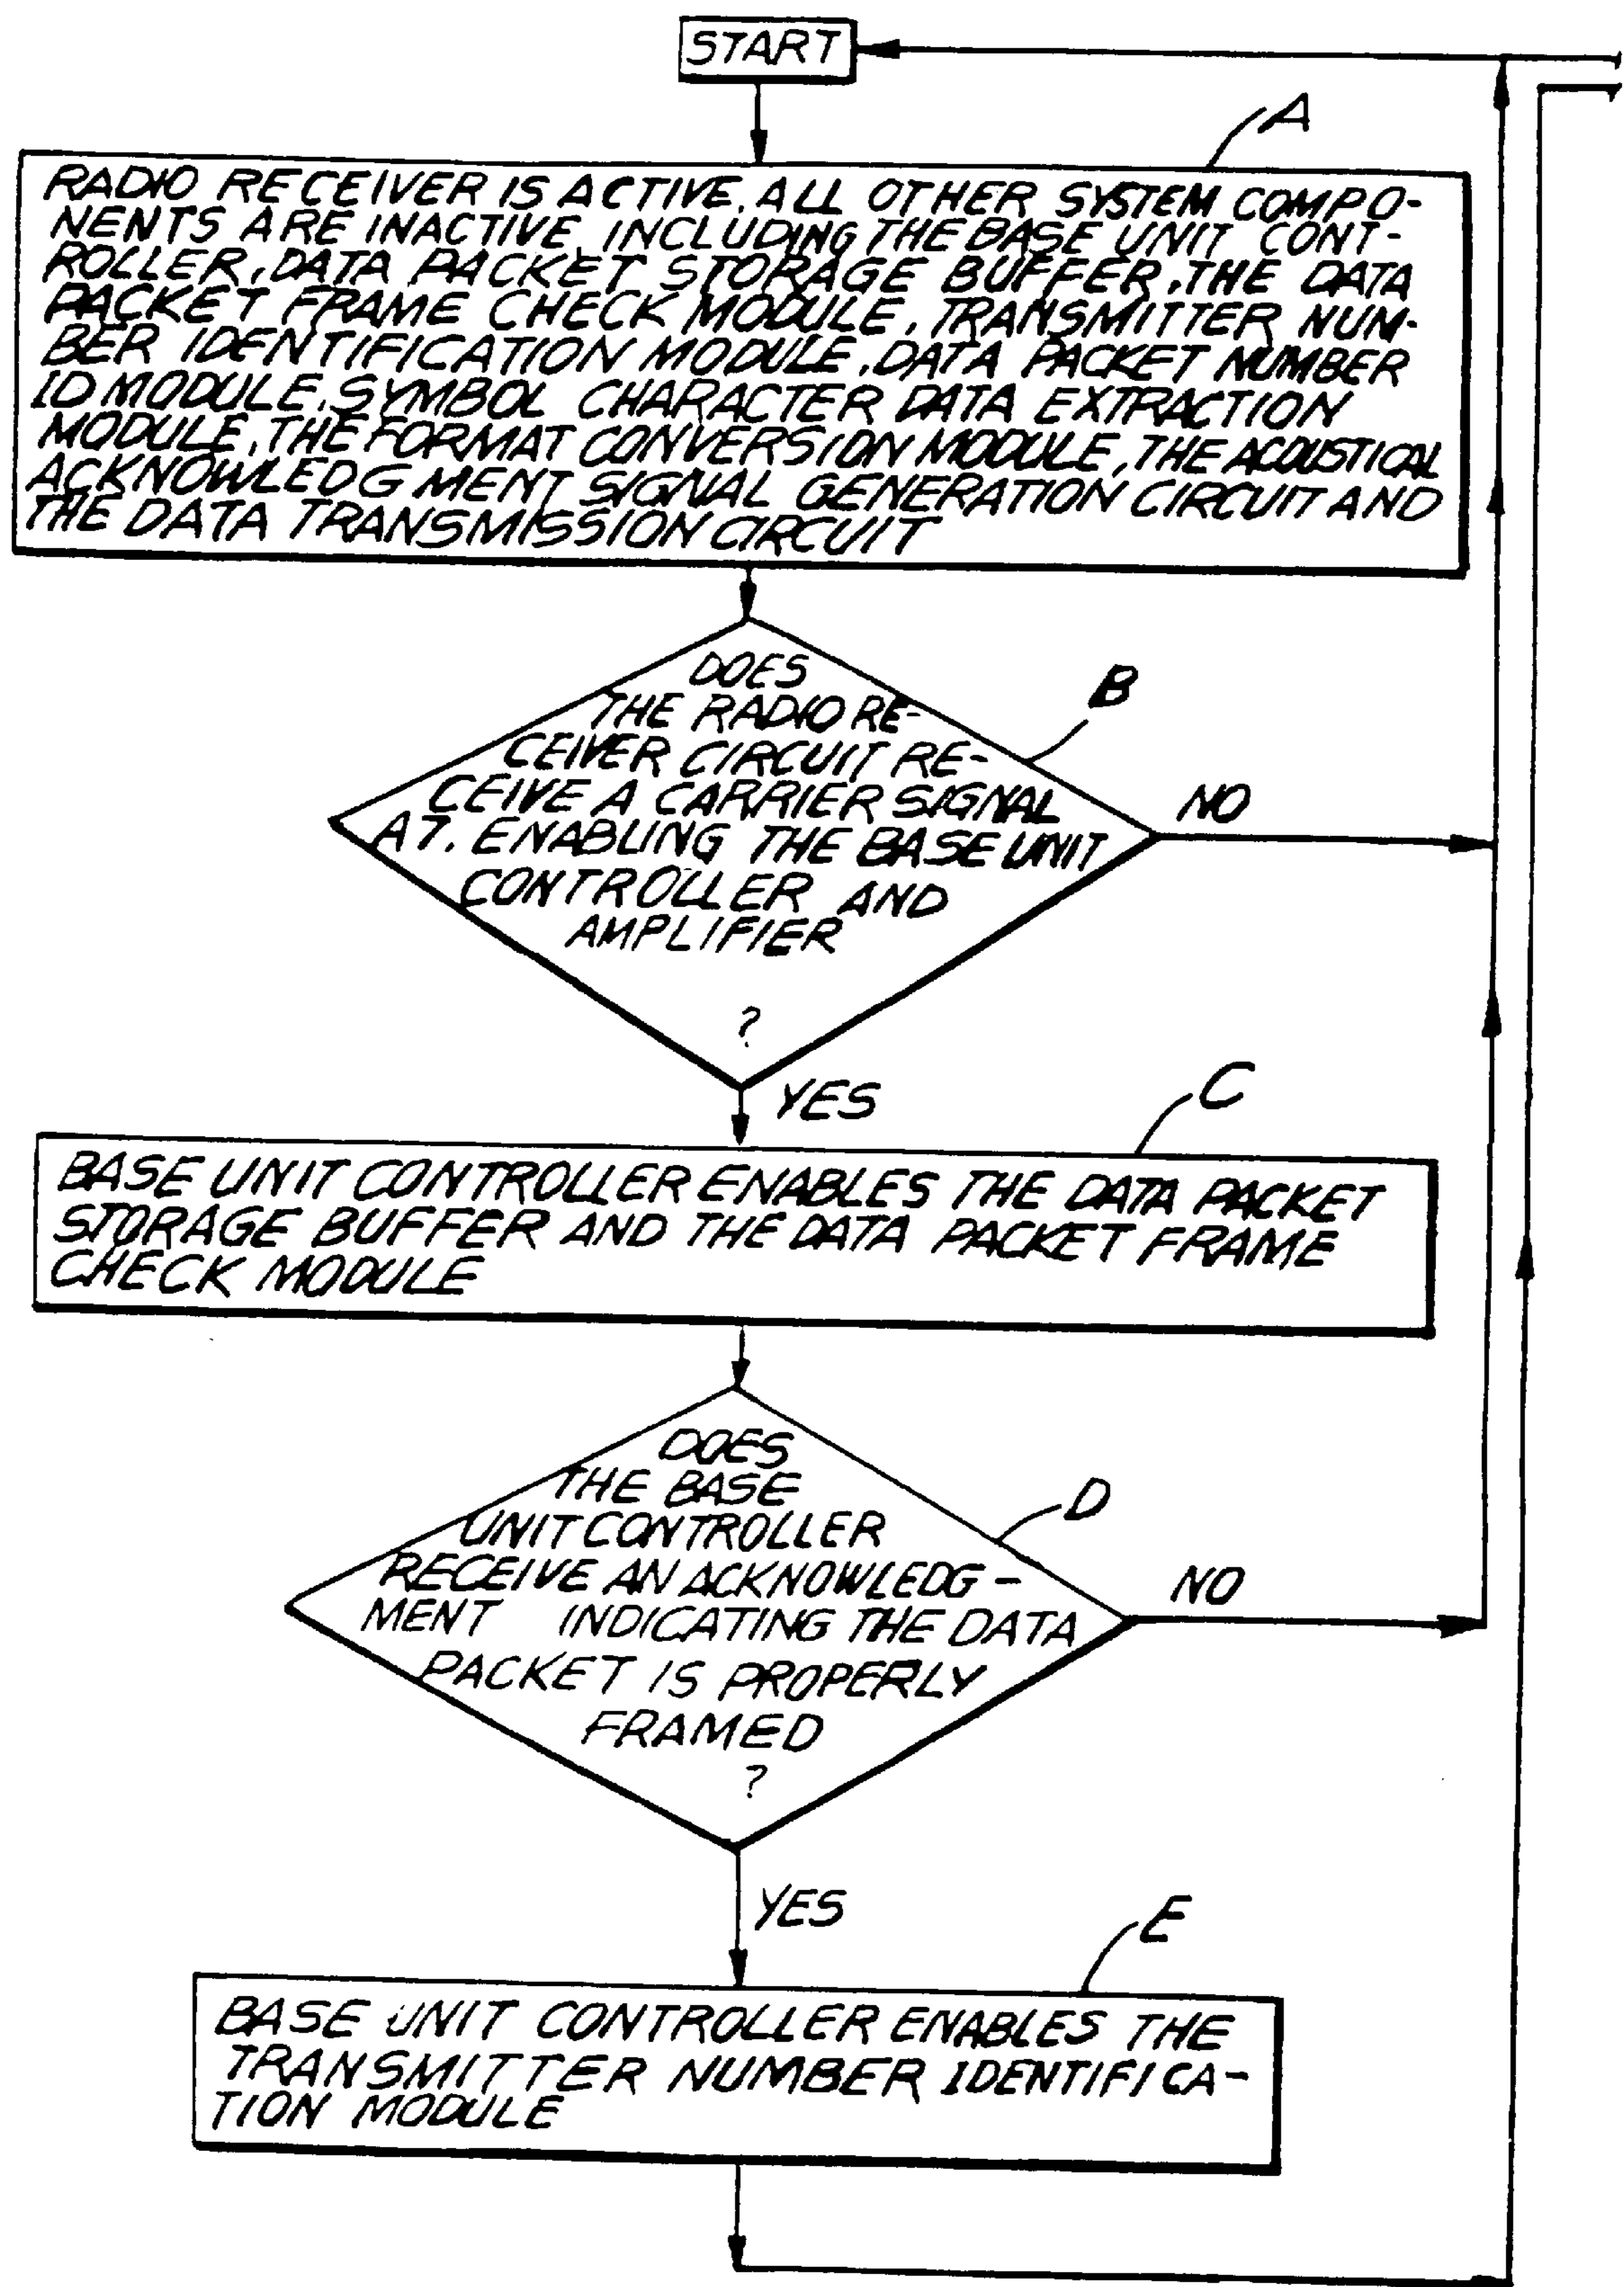 START
A
RADIO RECEIVER IS ACTIVE. ALL OTHER SYSTEM COMPO-
NENTS ARE INACTIVE, INCLUDING THE BASE UNIT CONT-
ROLLER, DATA PACKET STORAGE BUFFER, THE DATA
PACKET FRAME CHECK MODULE, TRANSMITTER NUM-
BER IDENTIFICATION MODULE, DATA PACKET NUMBER
ID MODULE, SYMBOL CHARACTER DATA EXTRACTION
MODULE, THE FORMAT CONVERSION MODULE, THE ACOUSTICAL
ACKNOWLEDGMENT SIGNAL GENERATION CIRCUIT AND
THE DATA TRANSMISSION CIRCUIT
B
DOES
THE RADIO RE-
CEIVER CIRCUIT RE-
CEIVE A CARRIER SIGNAL
AT. ENABLING THE BASE UNIT
CONTROLLER AND
AMPLIFIER
?
NO
YES
C
BASE UNIT CONTROLLER ENABLES THE DATA PACKET
STORAGE BUFFER AND THE DATA PACKET FRAME
CHECK MODULE
D
DOES
THE BASE
UNIT CONTROLLER
RECEIVE AN ACKNOWLEDG-
MENT INDICATING THE DATA
PACKET IS PROPERLY
FRAMED
?
NO
YES
E
BASE UNIT CONTROLLER ENABLES THE
TRANSMITTER NUMBER IDENTIFICA-
TION MODULE